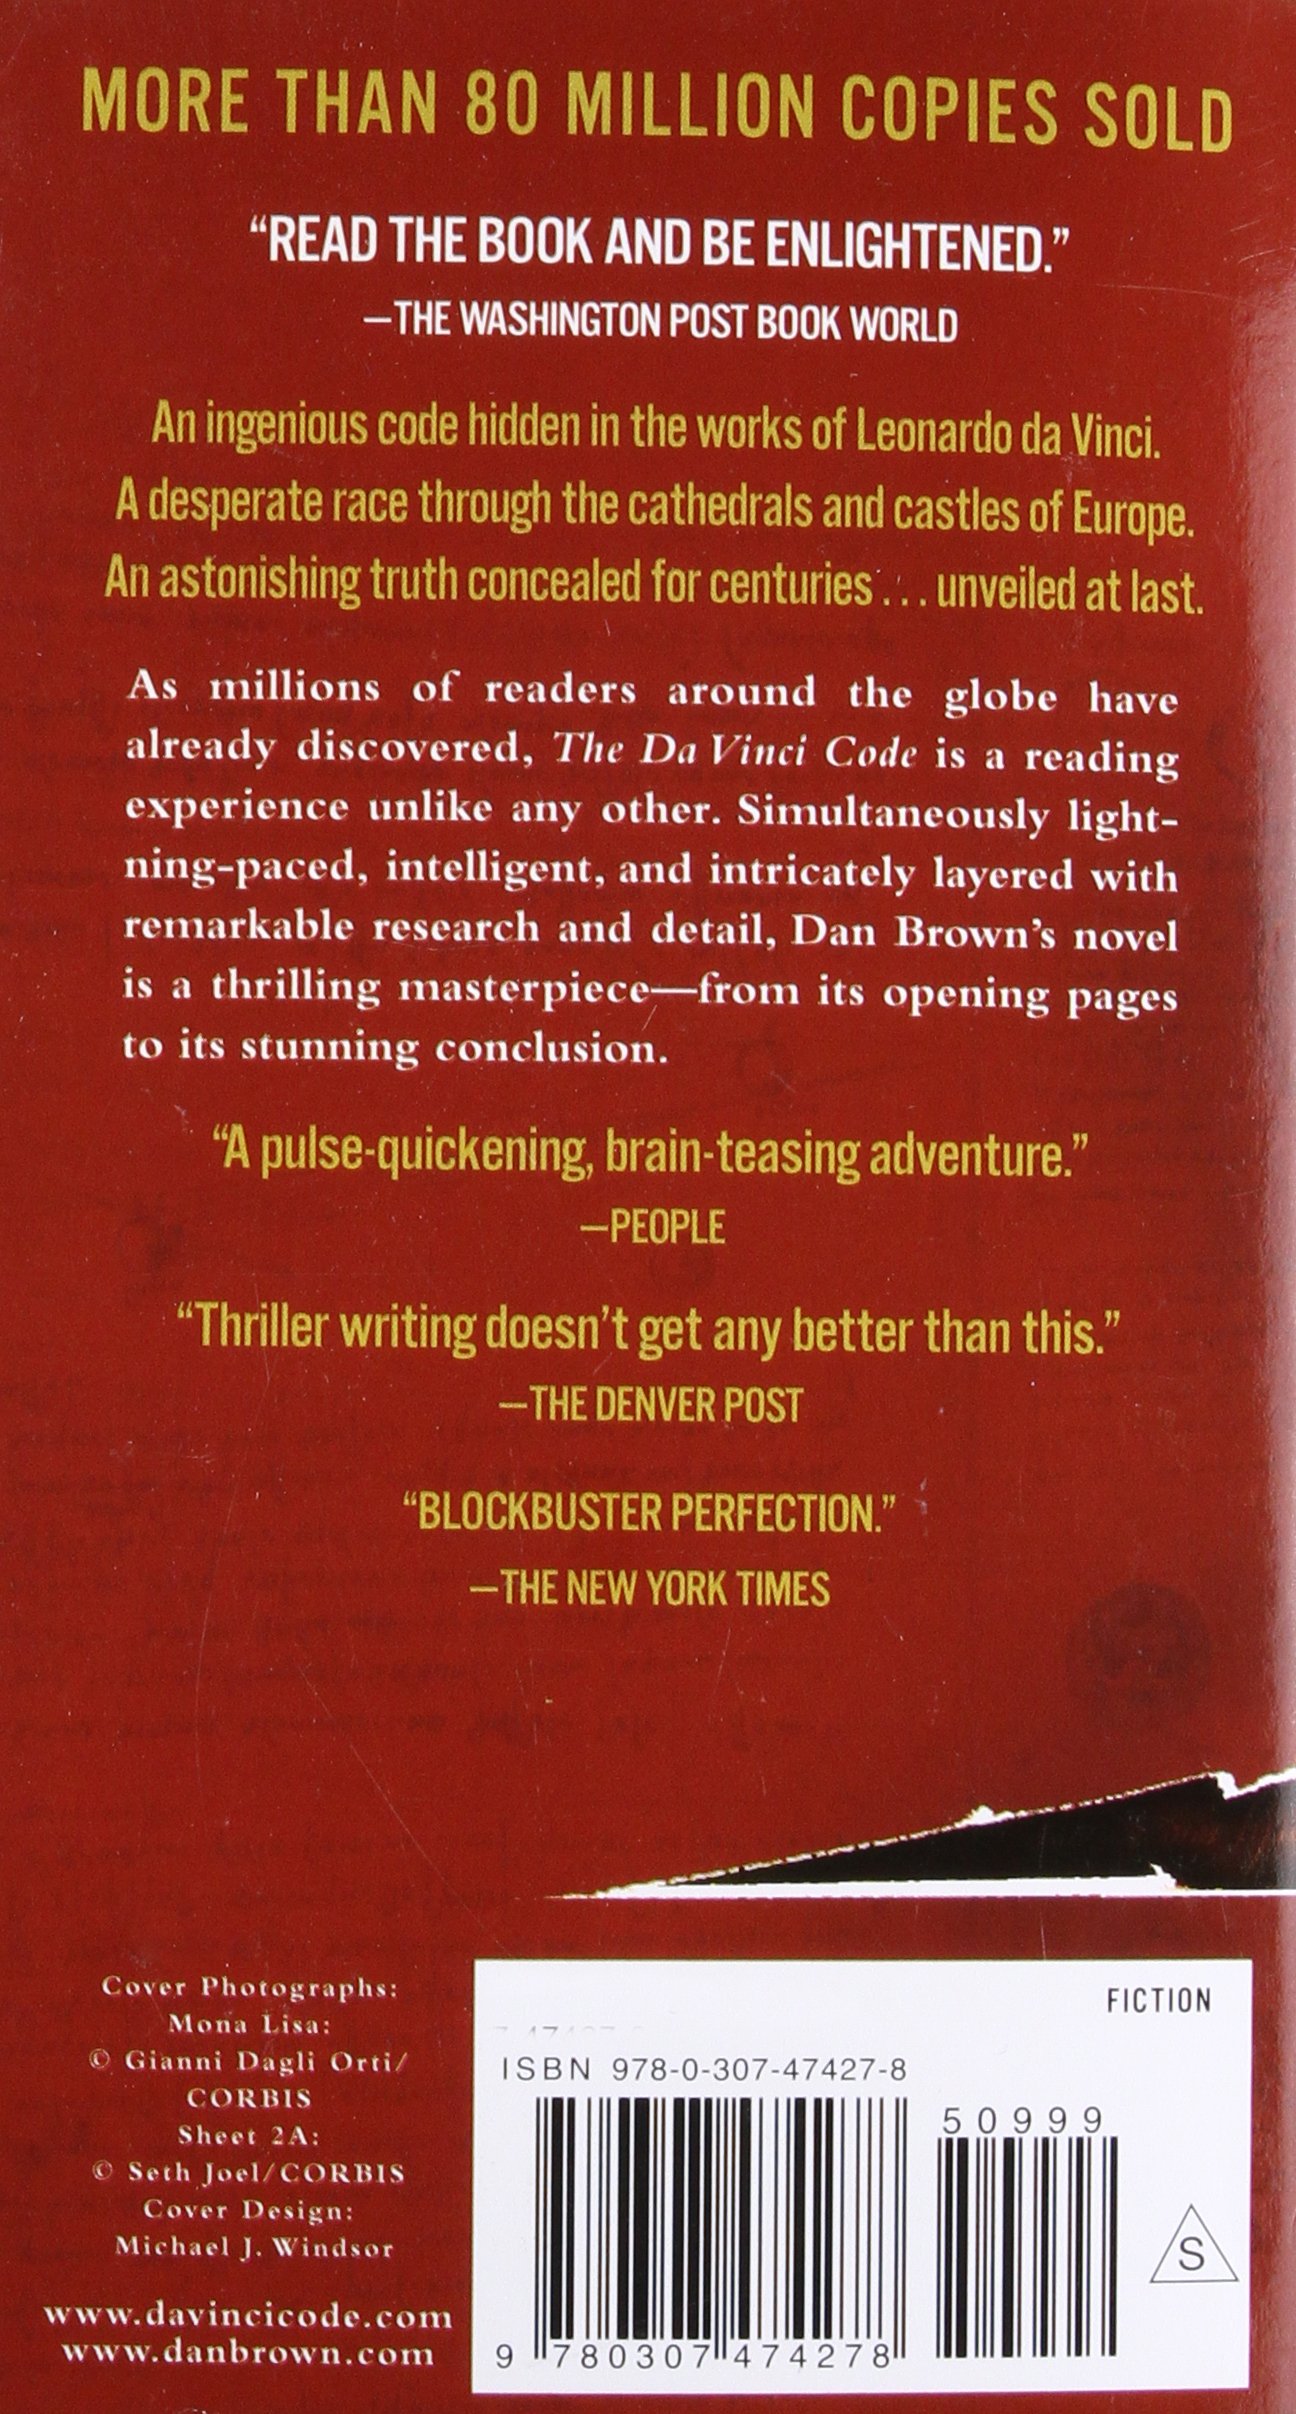 MORE THAN 80 MILLION COPIES SOLD
“READ THE BOOK AND BE ENLIGHTENED.”
—THE WASHINGTON POST BOOK WORLD
An ingenious code hidden in the works of Leonardo da Vinci.
A desperate race through the cathedrals and castles of Europe.
An astonishing truth concealed for centuries . . . unveiled at last.
As millions of readers around the globe have
already discovered, The Da Vinci Code is a reading
experience unlike any other. Simultaneously light-
ning-paced, intelligent, and intricately layered with
remarkable research and detail, Dan Brown’s novel
is a thrilling masterpiece—from its opening pages
to its stunning conclusion.
“A pulse-quickening, brain-teasing adventure.”
—PEOPLE
“Thriller writing doesn’t get any better than this.”
—THE DENVER POST
“BLOCKBUSTER PERFECTION.”
—THE NEW YORK TIMES
Cover Photographs:
Mona Lisa:
© Gianni Dagli Orti/
CORBIS
Sheet 2A:
© Seth Joel/CORBIS
Cover Design:
Michael J. Windsor
www.davincicode.com
www.danbrown.com
FICTION
ISBN 978-0-307-47427-8
50999
9 780307 474278
S